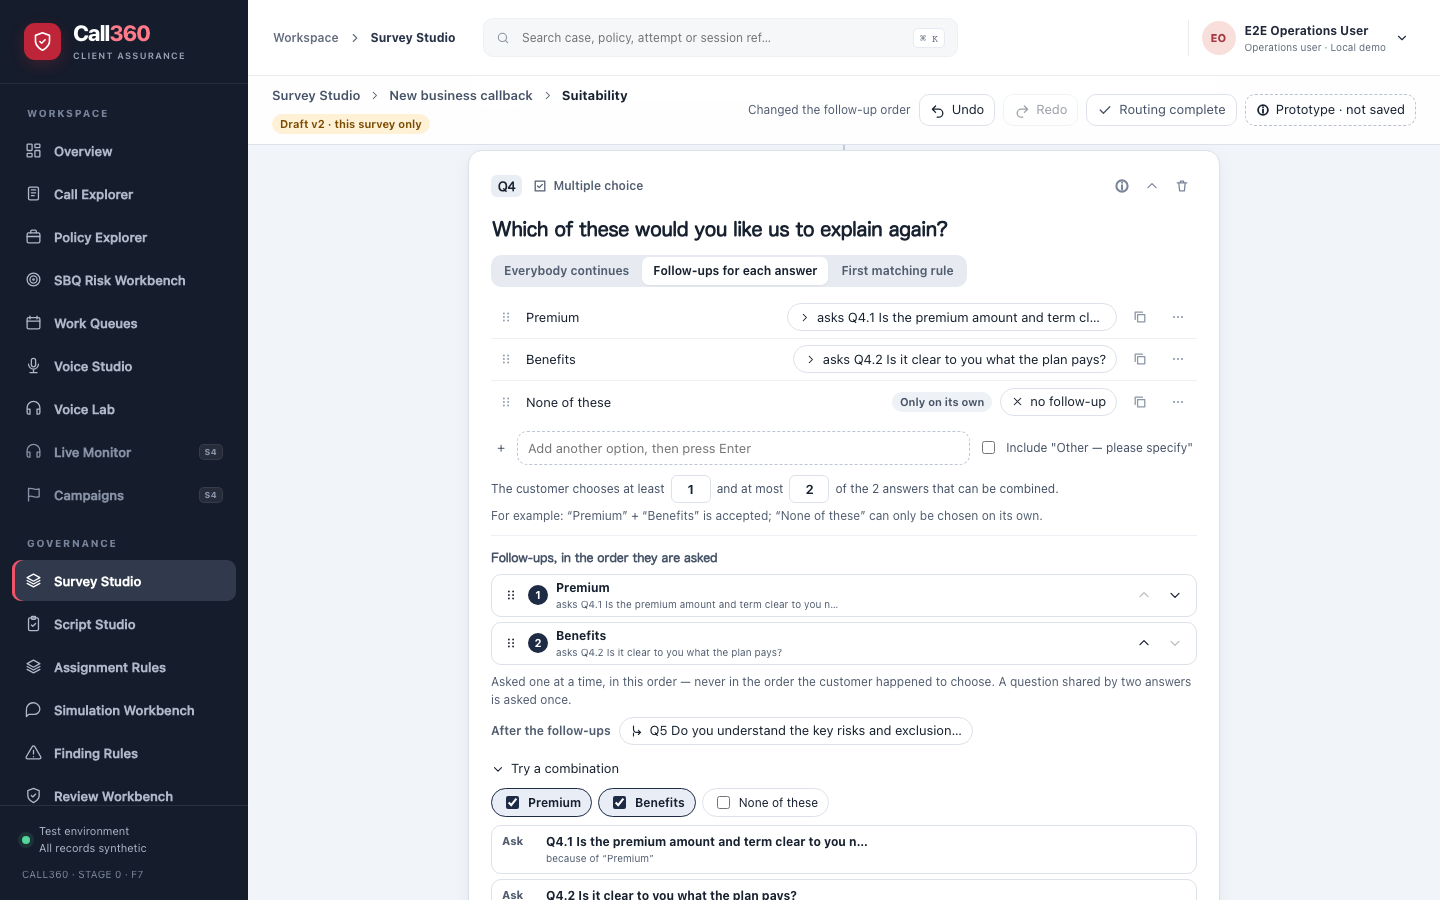 Call360
CLIENT ASSURANCE
WORKSPACE
Overview
Call Explorer
Policy Explorer
SBQ Risk Workbench
Work Queues
Voice Studio
Voice Lab
Live Monitor S4
Campaigns S4
GOVERNANCE
Survey Studio
Script Studio
Assignment Rules
Simulation Workbench
Finding Rules
Review Workbench
Test environment
All records synthetic
CALL360 · STAGE 0 · F7
Workspace > Survey Studio
Search case, policy, attempt or session ref...
⌘ K
EO
E2E Operations User
Operations user · Local demo
Survey Studio > New business callback > Suitability
Draft v2 · this survey only
Changed the follow-up order
Undo
Redo
Routing complete
Prototype · not saved
Q4 Multiple choice
Which of these would you like us to explain again?
Everybody continues Follow-ups for each answer First matching rule
Premium asks Q4.1 Is the premium amount and term cl...
Benefits asks Q4.2 Is it clear to you what the plan pays?
None of these Only on its own no follow-up
+ Add another option, then press Enter Include "Other — please specify"
The customer chooses at least 1 and at most 2 of the 2 answers that can be combined.
For example: “Premium” + “Benefits” is accepted; “None of these” can only be chosen on its own.
Follow-ups, in the order they are asked
1 Premium
asks Q4.1 Is the premium amount and term clear to you n...
2 Benefits
asks Q4.2 Is it clear to you what the plan pays?
Asked one at a time, in this order — never in the order the customer happened to choose. A question shared by two answers
is asked once.
After the follow-ups Q5 Do you understand the key risks and exclusion...
Try a combination
Premium Benefits None of these
Ask Q4.1 Is the premium amount and term clear to you n...
because of “Premium”
Ask Q4.2 Is it clear to you what the plan pays?